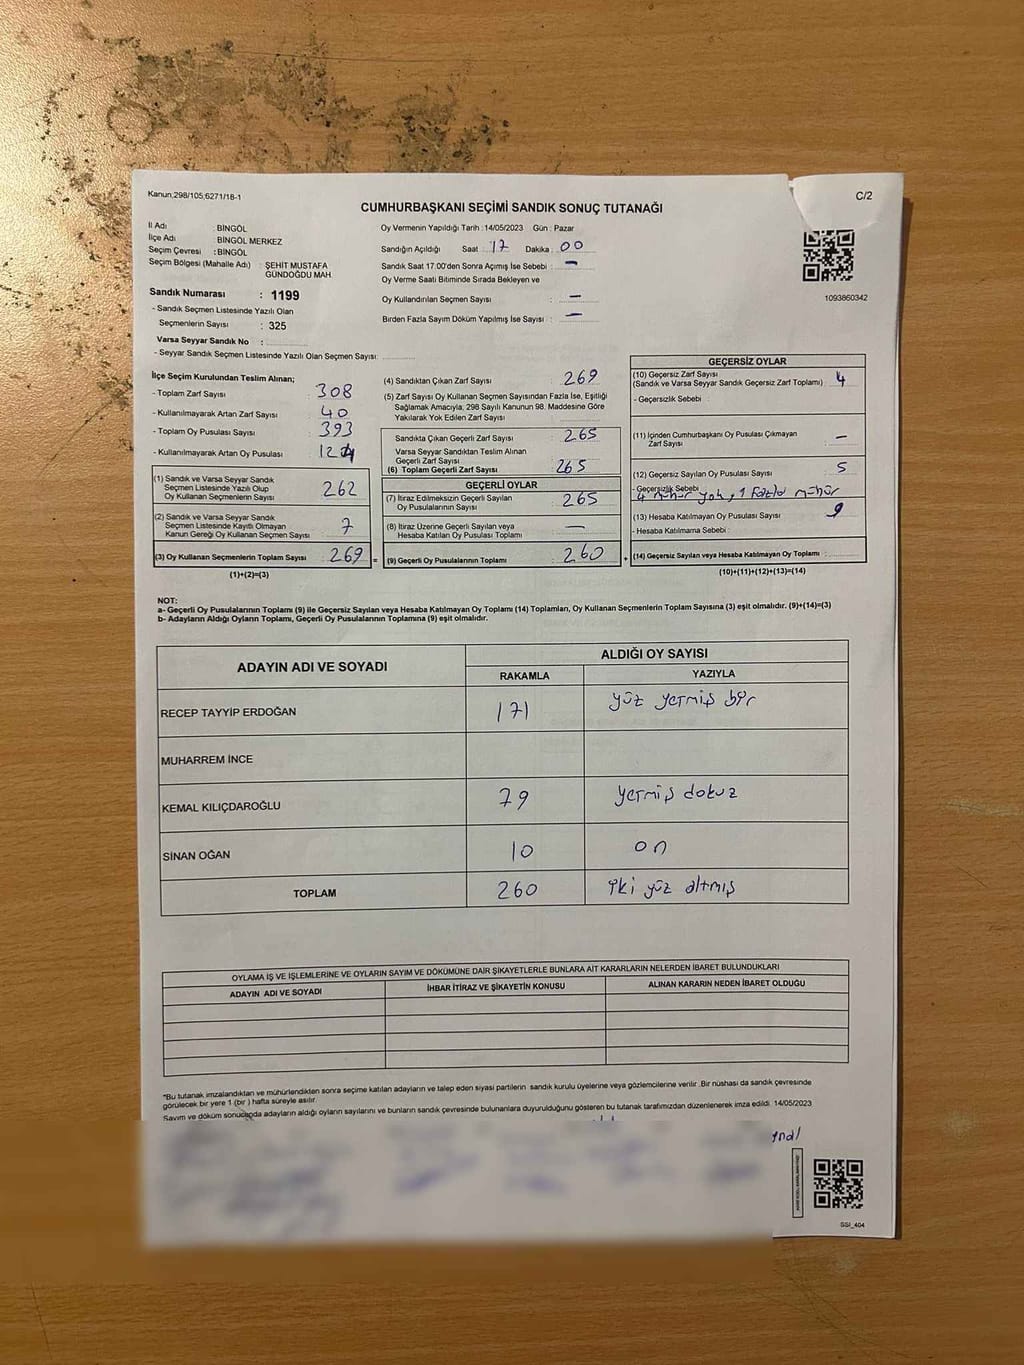 Kanun;298/105;6271/18-1
C/2
CUMHURBAŞKANI SEÇİMİ SANDIK SONUÇ TUTANAĞI
İl Adı : BİNGÖL
İlçe Adı : BİNGÖL MERKEZ
Seçim Çevresi : BİNGÖL
Seçim Bölgesi (Mahalle Adı) : ŞEHİT MUSTAFA
GÜNDOĞDU MAH.
Sandık Numarası : 1199
- Sandık Seçmen Listesinde Yazılı Olan
Seçmenlerin Sayısı : 325
Varsa Seyyar Sandık No :
- Seyyar Sandık Seçmen Listesinde Yazılı Olan Seçmen Sayısı:
Oy Vermenin Yapıldığı Tarih :14/05/2023 Gün : Pazar
Sandığın Açıldığı Saat : 17 Dakika : 00
Sandık Saat 17:00'den Sonra Açımış İse Sebebi : —
Oy Verme Saati Bitiminde Sırada Bekleyen ve
Oy Kullandırılan Seçmen Sayısı : —
Birden Fazla Sayım Döküm Yapılmış İse Sayısı : —
1093860342
İlçe Seçim Kurulundan Teslim Alınan;
- Toplam Zarf Sayısı : 308
- Kullanılmayarak Artan Zarf Sayısı : 40
- Toplam Oy Pusulası Sayısı : 393
- Kullanılmayarak Artan Oy Pusulası :
(1) Sandık ve Varsa Seyyar Sandık
Seçmen Listesinde Yazılı Olup
Oy Kullanan Seçmenlerin Sayısı : 262
(2) Sandık ve Varsa Seyyar Sandık
Seçmen Listesinde Kayıtlı Olmayan
Kanun Gereği Oy Kullanan Seçmen Sayısı : 7
(3) Oy Kullanan Seçmenlerin Toplam Sayısı : 269 =
(1)+(2)=(3)
(4) Sandıktan Çıkan Zarf Sayısı : 269
(5) Zarf Sayısı Oy Kullanan Seçmen Sayısından Fazla İse, Eşitliği
Sağlamak Amacıyla; 298 Sayılı Kanunun 98. Maddesine Göre
Yakılarak Yok Edilen Zarf Sayısı :
Sandıkta Çıkan Geçerli Zarf Sayısı : 265
Varsa Seyyar Sandıktan Teslim Alınan
Geçerli Zarf Sayısı :
(6) Toplam Geçerli Zarf Sayısı : 265
GEÇERLİ OYLAR
(7) İtiraz Edilmeksizin Geçerli Sayılan
Oy Pusulalarının Sayısı : 265
(8) İtiraz Üzerine Geçerli Sayılan veya
Hesaba Katılan Oy Pusulası Toplamı : —
(9) Geçerli Oy Pusulalarının Toplamı : 260 +
GEÇERSİZ OYLAR
(10) Geçersiz Zarf Sayısı
(Sandık ve Varsa Seyyar Sandık Geçersiz Zarf Toplamı) : 4
- Geçersizlik Sebebi :
(11) İçinden Cumhurbaşkanı Oy Pusulası Çıkmayan
Zarf Sayısı : —
(12) Geçersiz Sayılan Oy Pusulası Sayısı : 5
- Geçersizlik Sebebi
4 mühür yok, 1 fazla mühür
(13) Hesaba Katılmayan Oy Pusulası Sayısı : 9
- Hesaba Katılmama Sebebi :
(14) Geçersiz Sayılan veya Hesaba Katılmayan Oy Toplamı :
(10)+(11)+(12)+(13)=(14)
NOT:
a- Geçerli Oy Pusulalarının Toplamı (9) ile Geçersiz Sayılan veya Hesaba Katılmayan Oy Toplamı (14) Toplamları, Oy Kullanan Seçmenlerin Toplam Sayısına (3) eşit olmalıdır. (9)+(14)=(3)
b- Adayların Aldığı Oyların Toplamı, Geçerli Oy Pusulalarının Toplamına (9) eşit olmalıdır.
ADAYIN ADI VE SOYADI ALDIĞI OY SAYISI
RAKAMLA YAZIYLA
RECEP TAYYİP ERDOĞAN 171 yüz yetmiş bir
MUHARREM İNCE
KEMAL KILIÇDAROĞLU 79 yetmiş dokuz
SİNAN OĞAN 10 on
TOPLAM 260 iki yüz altmış
OYLAMA İŞ VE İŞLEMLERİNE VE OYLARIN SAYIM VE DÖKÜMÜNE DAİR ŞİKAYETLERLE BUNLARA AİT KARARLARIN NELERDEN İBARET BULUNDUKLARI
ADAYIN ADI VE SOYADI İHBAR İTİRAZ VE ŞİKAYETİN KONUSU ALINAN KARARIN NEDEN İBARET OLDUĞU
*Bu tutanak imzalandıktan ve mühürlendikten sonra seçime katılan adayların ve talep eden siyasi partilerin sandık kurulu üyelerine veya gözlemcilerine verilir. Bir nüshası da sandık çevresinde
görülecek bir yere 1 (bir ) hafta süreyle asılır.
Sayım ve döküm sonucunda adayların aldığı oyların sayılarını ve bunların sandık çevresinde bulunanlara duyurulduğunu gösteren bu tutanak tarafımızdan düzenlenerek imza edildi. 14/05/2023
SSİ_404